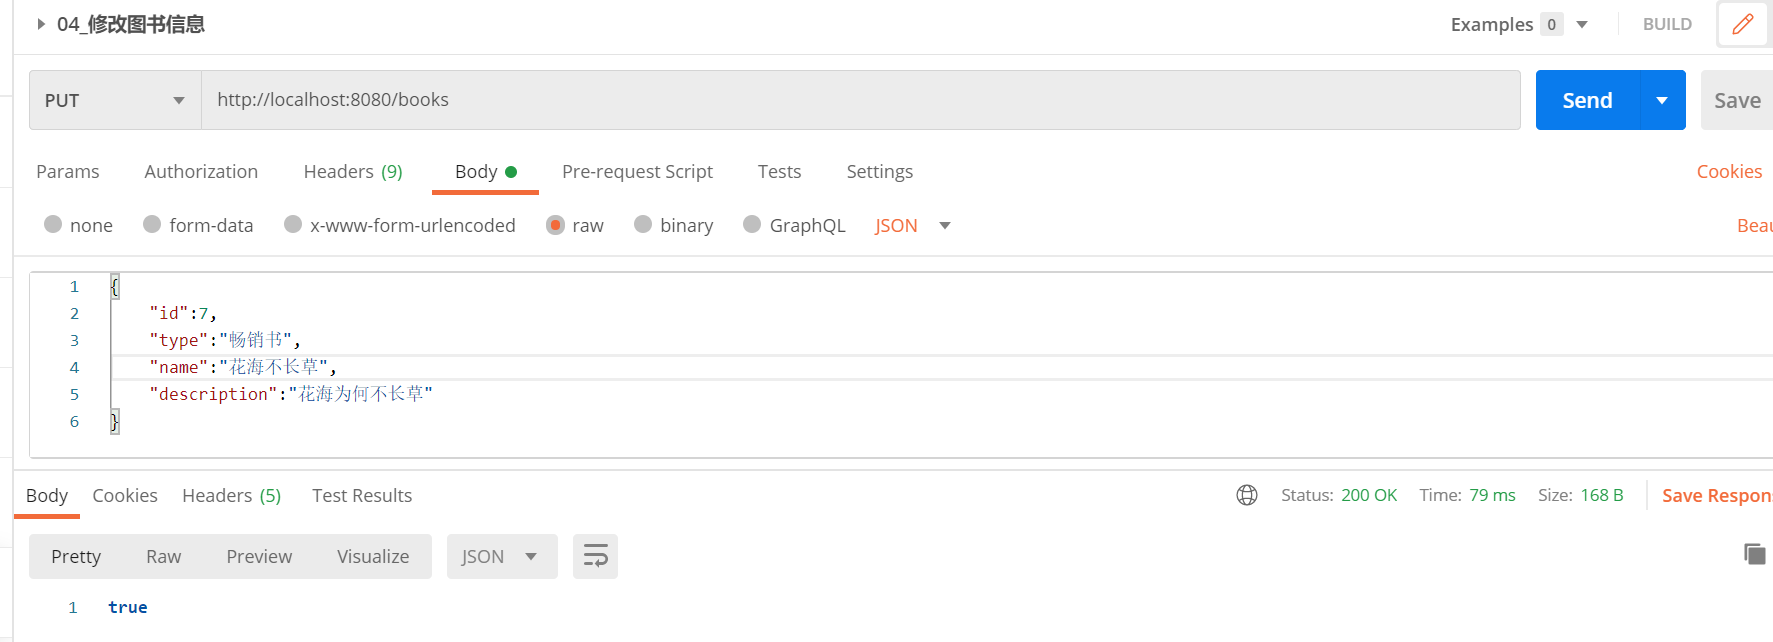 04_修改图书信息 Examples 0 BUILD
PUT http://localhost:8080/books Send Save
Params Authorization Headers (9) Body Pre-request Script Tests Settings Cookies
none form-data x-www-form-urlencoded raw binary GraphQL JSON Beau
1 {
2 "id":7,
3 "type":"畅销书",
4 "name":"花海不长草",
5 "description":"花海为何不长草"
6 }
Body Cookies Headers (5) Test Results Status: 200 OK Time: 79 ms Size: 168 B Save Respon
Pretty Raw Preview Visualize JSON
1 true